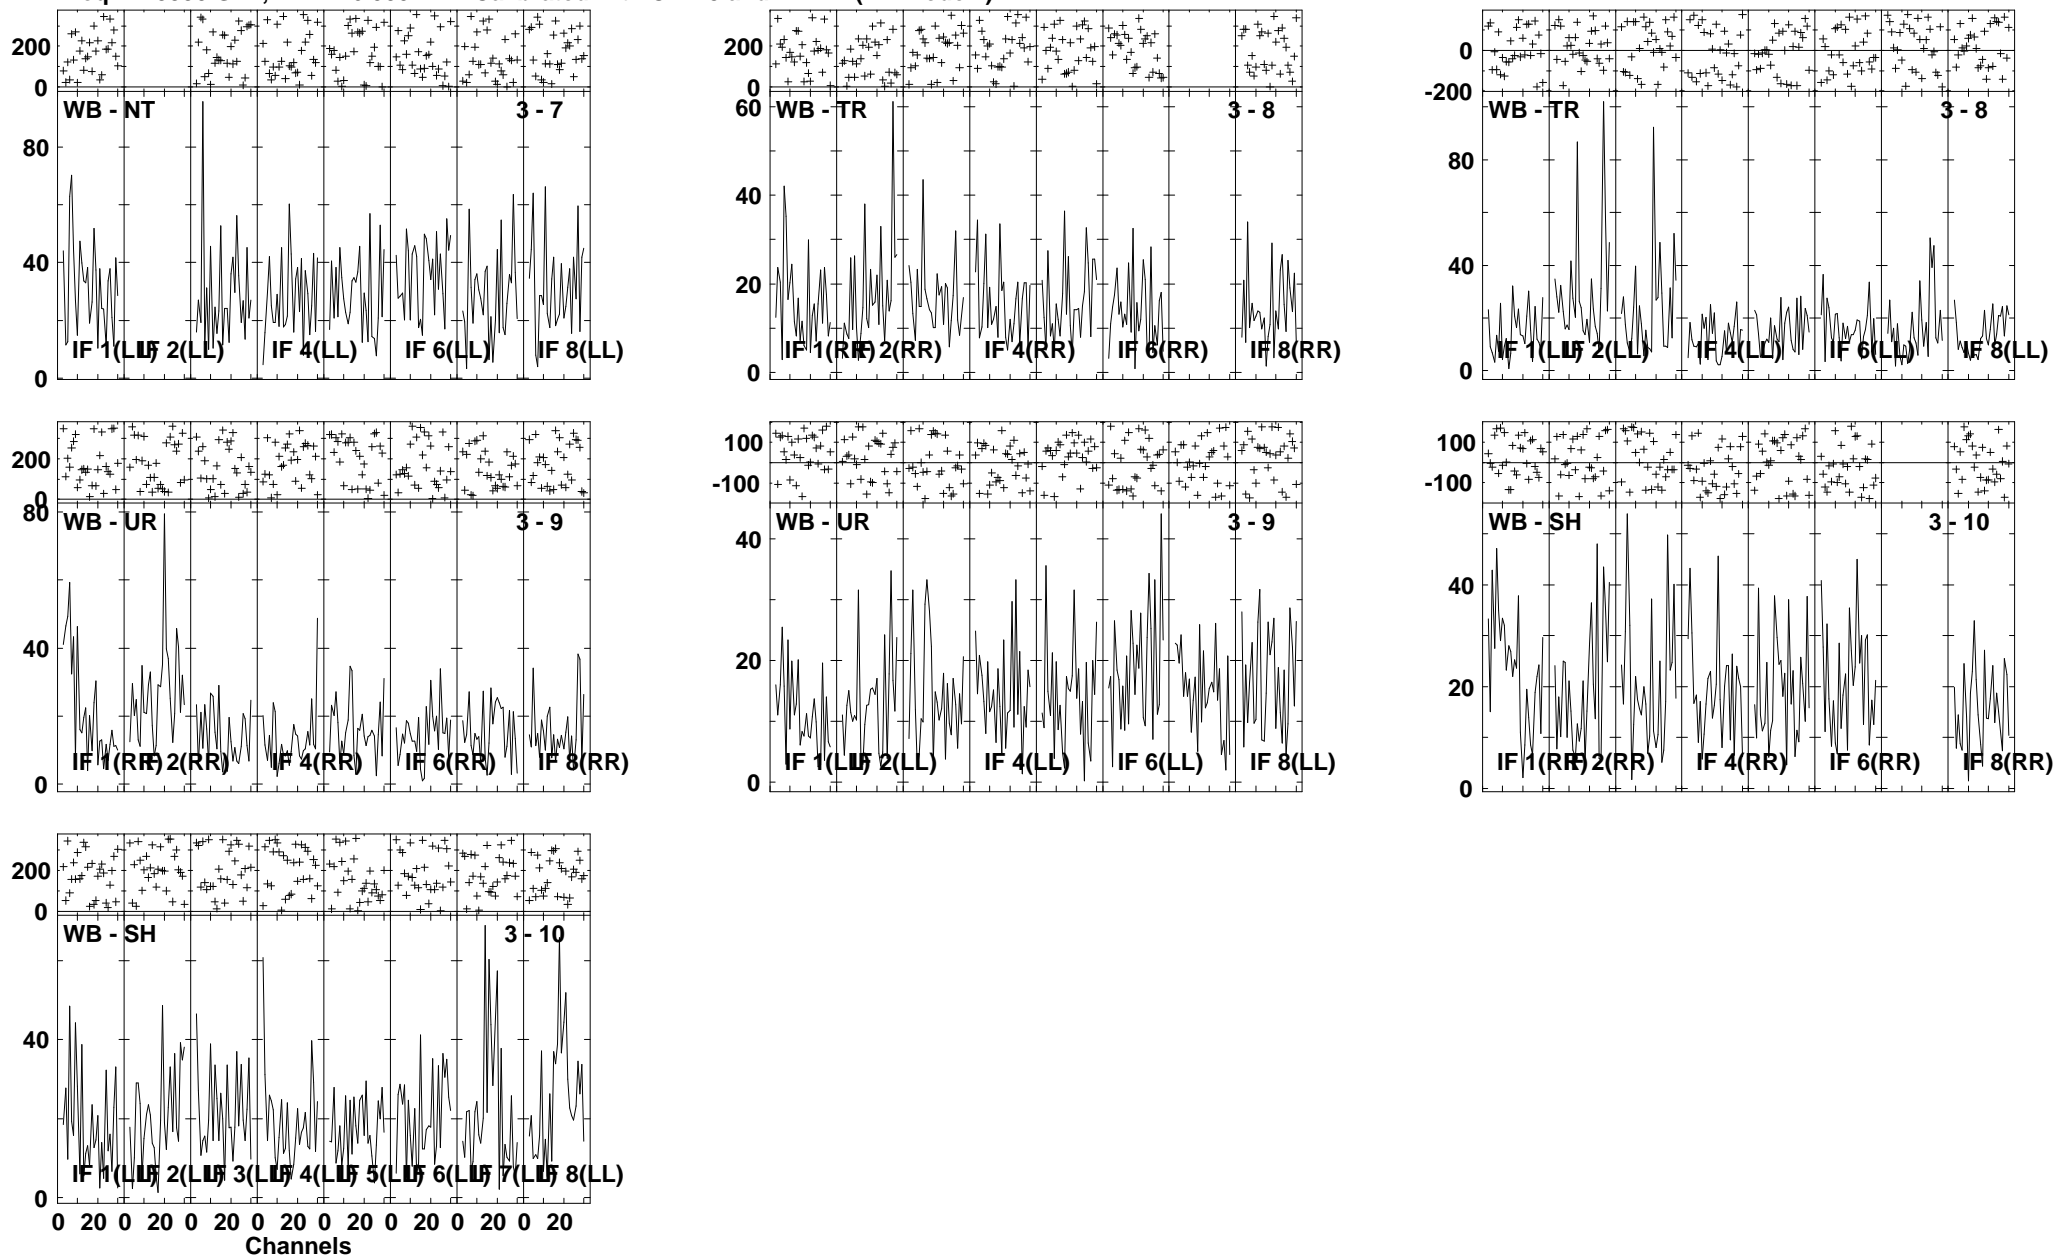 200
0
WB - NT 3 - 7
80
40
0
IF 1(LL) IF 2(LL) IF 4(LL) IF 6(LL) IF 8(LL)
200
0
WB - TR 3 - 8
60
40
20
0
IF 1(RR) IF 2(RR) IF 4(RR) IF 6(RR) IF 8(RR)
0
-200
WB - TR 3 - 8
80
40
0
IF 1(LL) IF 2(LL) IF 4(LL) IF 6(LL) IF 8(LL)
200
0
WB - UR 3 - 9
80
40
0
IF 1(RR) IF 2(RR) IF 4(RR) IF 6(RR) IF 8(RR)
100
-100
WB - UR 3 - 9
40
20
0
IF 1(LL) IF 2(LL) IF 4(LL) IF 6(LL) IF 8(LL)
100
-100
WB - SH 3 - 10
40
20
0
IF 1(RR) IF 2(RR) IF 4(RR) IF 6(RR) IF 8(RR)
200
0
WB - SH 3 - 10
40
0
IF 1(LL) IF 2(LL) IF 3(LL) IF 4(LL) IF 5(LL) IF 6(LL) IF 7(LL) IF 8(LL)
0 20 0 20 0 20 0 20 0 20 0 20 0 20 0 20
Channels